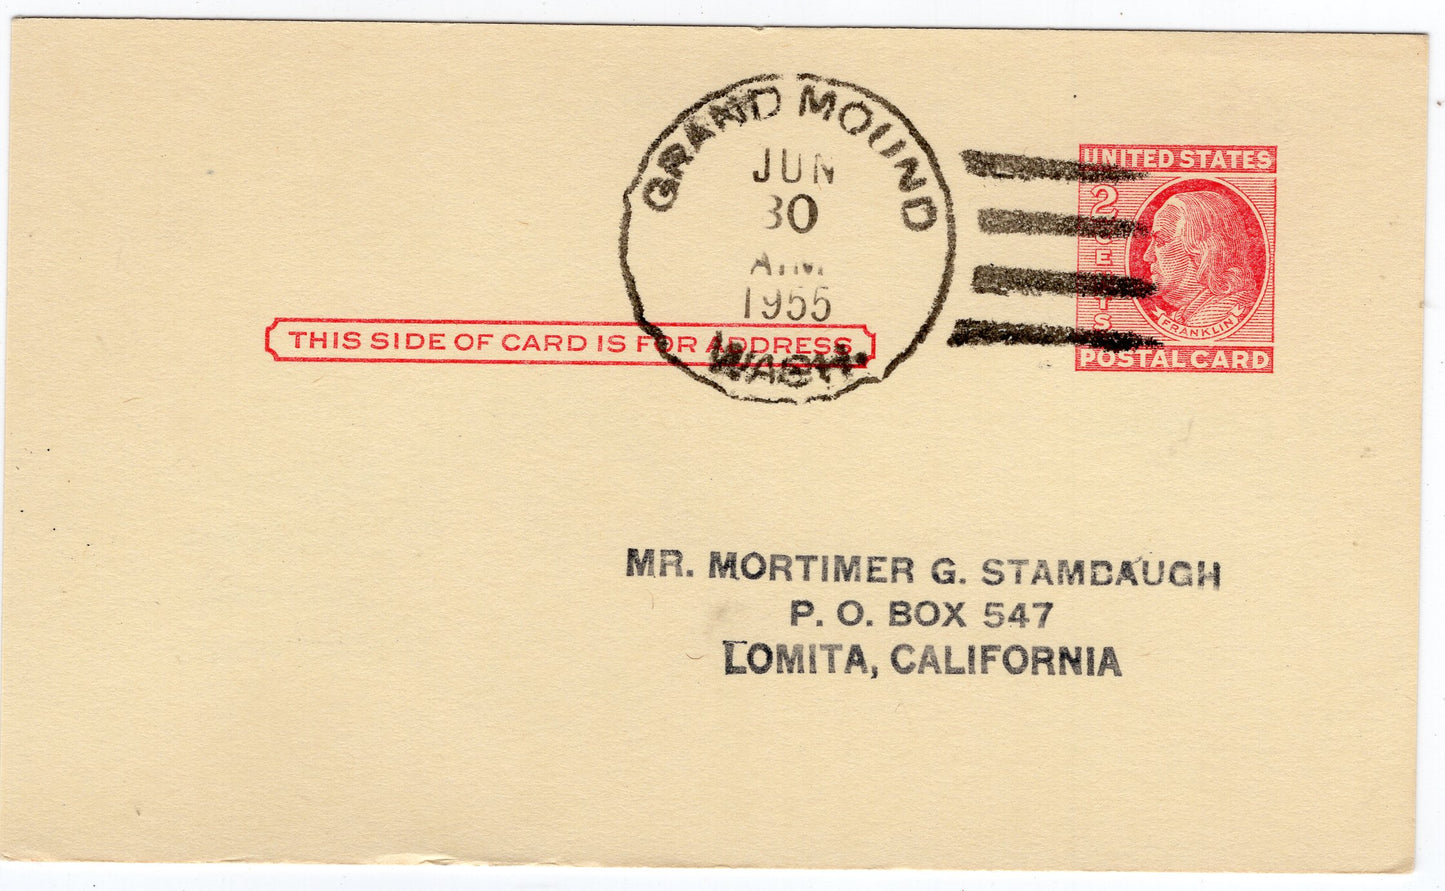 GRAND MOUND
JUN
30
A.M.
1955
WASH.
UNITED STATES
2 CENTS
FRANKLIN
POSTAL CARD
THIS SIDE OF CARD IS FOR ADDRESS
MR. MORTIMER G. STAMBAUGH
P. O. BOX 547
LOMITA, CALIFORNIA